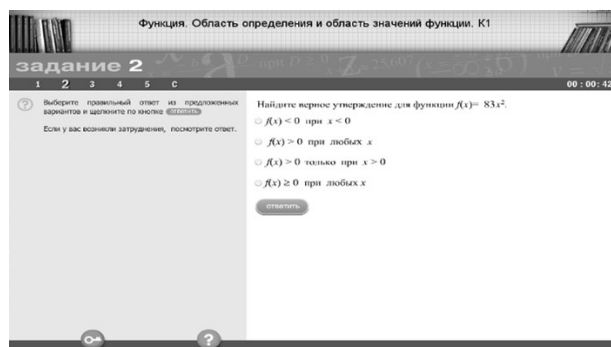 Функция. Область определения и область значений функции. К1
задание 2
1 2 3 4 5 С
00 : 00 : 42
Выберите правильный ответ из предложенных
вариантов и щелкните по кнопке ответить
Если у вас возникли затруднения, посмотрите ответ.
Найдите верное утверждение для функции f(x)= 83x².
f(x) < 0 при x < 0
f(x) > 0 при любых x
f(x) > 0 только при x > 0
f(x) ≥ 0 при любых x
ответить
?